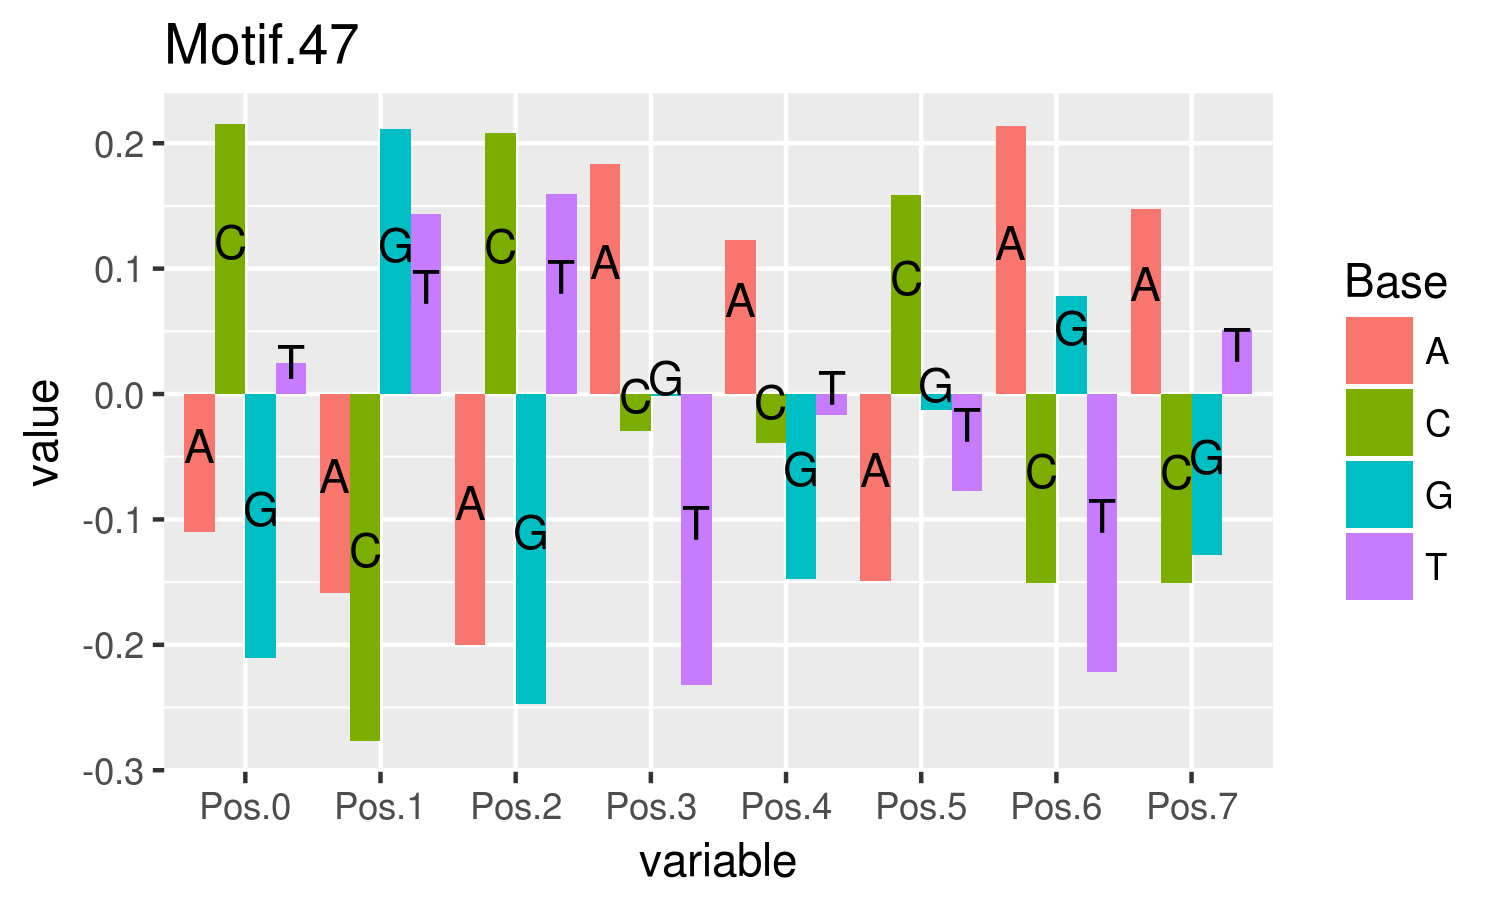 Motif.47
0.2
0.1
0.0
-0.1
-0.2
-0.3
value
A C G T
A C G T
A C G T
A C G T
A C G T
A C G T
A C G T
A C G T
Pos.0 Pos.1 Pos.2 Pos.3 Pos.4 Pos.5 Pos.6 Pos.7
variable
Base
A
C
G
T